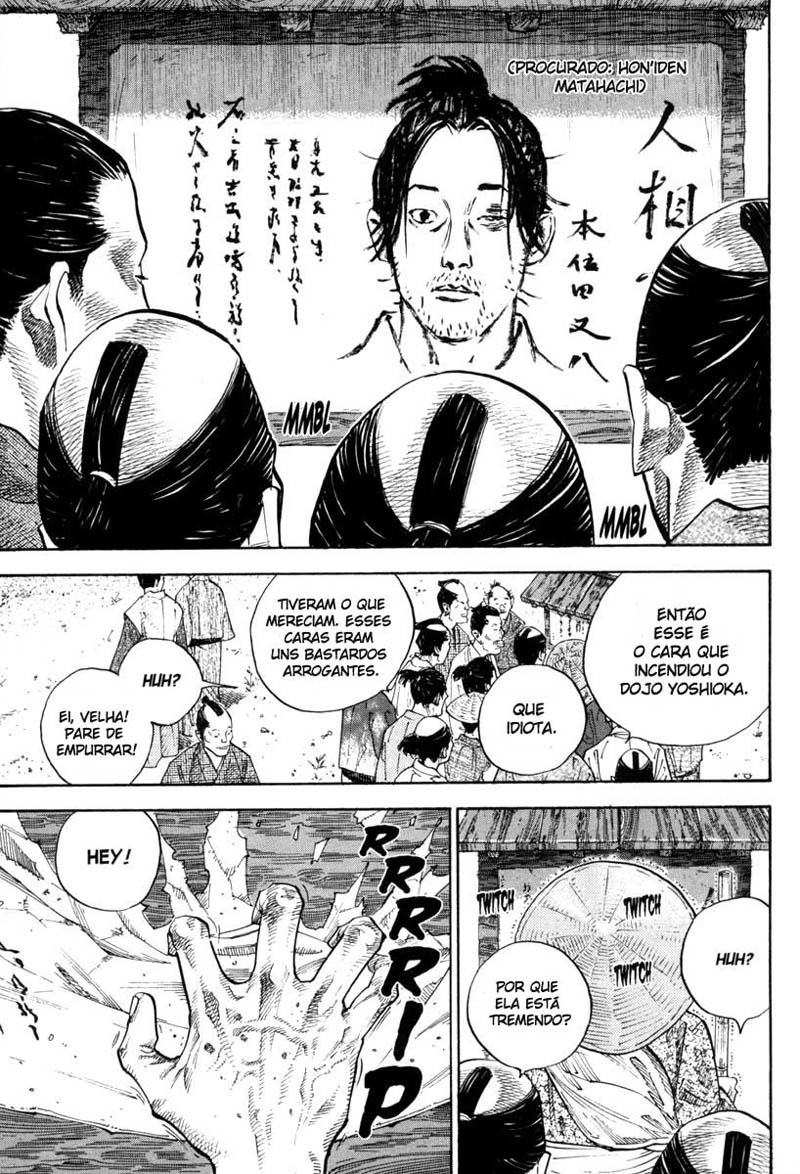 (PROCURADO: HON'IDEN
MATAHACHI)
人相
本位田又八
MMBL
MMBL
ENTÃO
ESSE É
O CARA QUE
INCENDIOU O
DOJO YOSHIOKA.
QUE
IDIOTA.
TIVERAM O QUE
MERECIAM. ESSES
CARAS ERAM
UNS BASTARDOS
ARROGANTES.
HUH?
EI, VELHA!
PARE DE
EMPURRAR!
HUH?
TWITCH
TWITCH
TWITCH
POR QUE
ELA ESTÁ
TREMENDO?
HEY!
RRRRIP